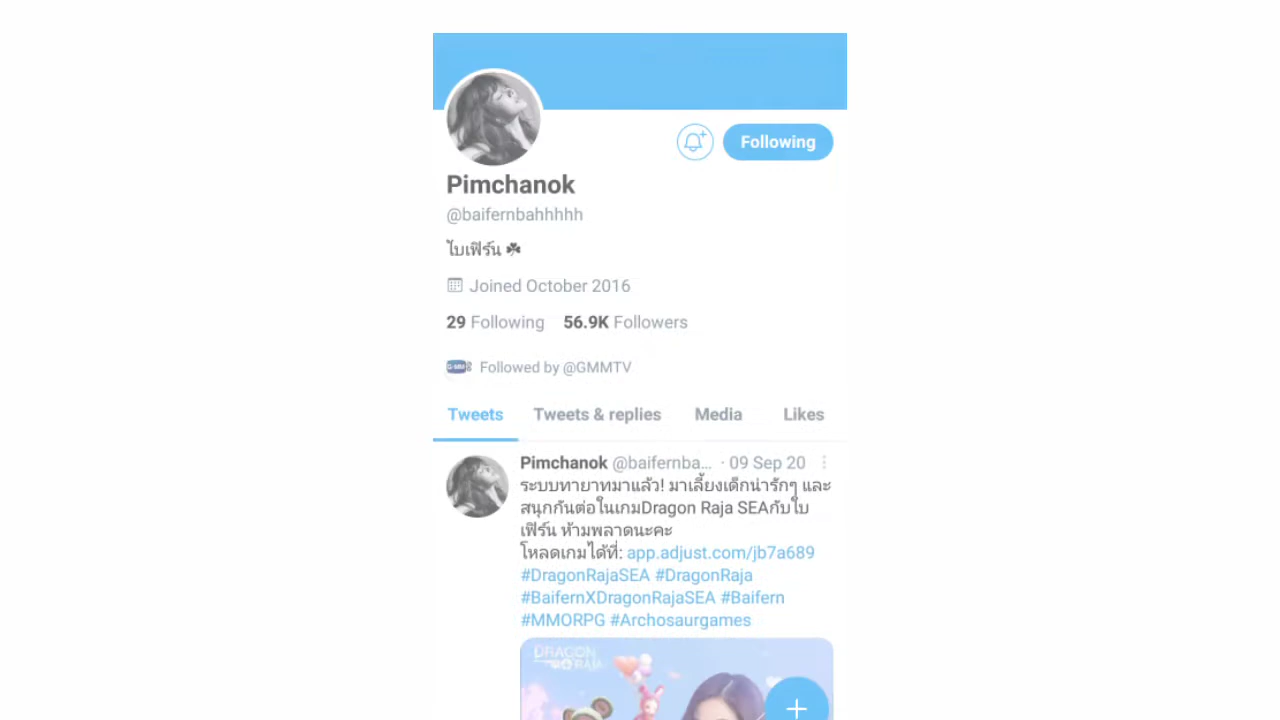 Following
Pimchanok
@baifernbahhhhh
ใบเฟิร์น ☘
Joined October 2016
29 Following 56.9K Followers
Followed by @GMMTV
Tweets Tweets & replies Media Likes
Pimchanok @baifernba... · 09 Sep 20
ระบบทายาทมาแล้ว! มาเลี้ยงเด็กน่ารักๆ และ
สนุกกันต่อในเกมDragon Raja SEAกับใบ
เฟิร์น ห้ามพลาดนะคะ
โหลดเกมได้ที่: app.adjust.com/jb7a689
#DragonRajaSEA #DragonRaja
#BaifernXDragonRajaSEA #Baifern
#MMORPG #Archosaurgames
DRAGON
RAJA